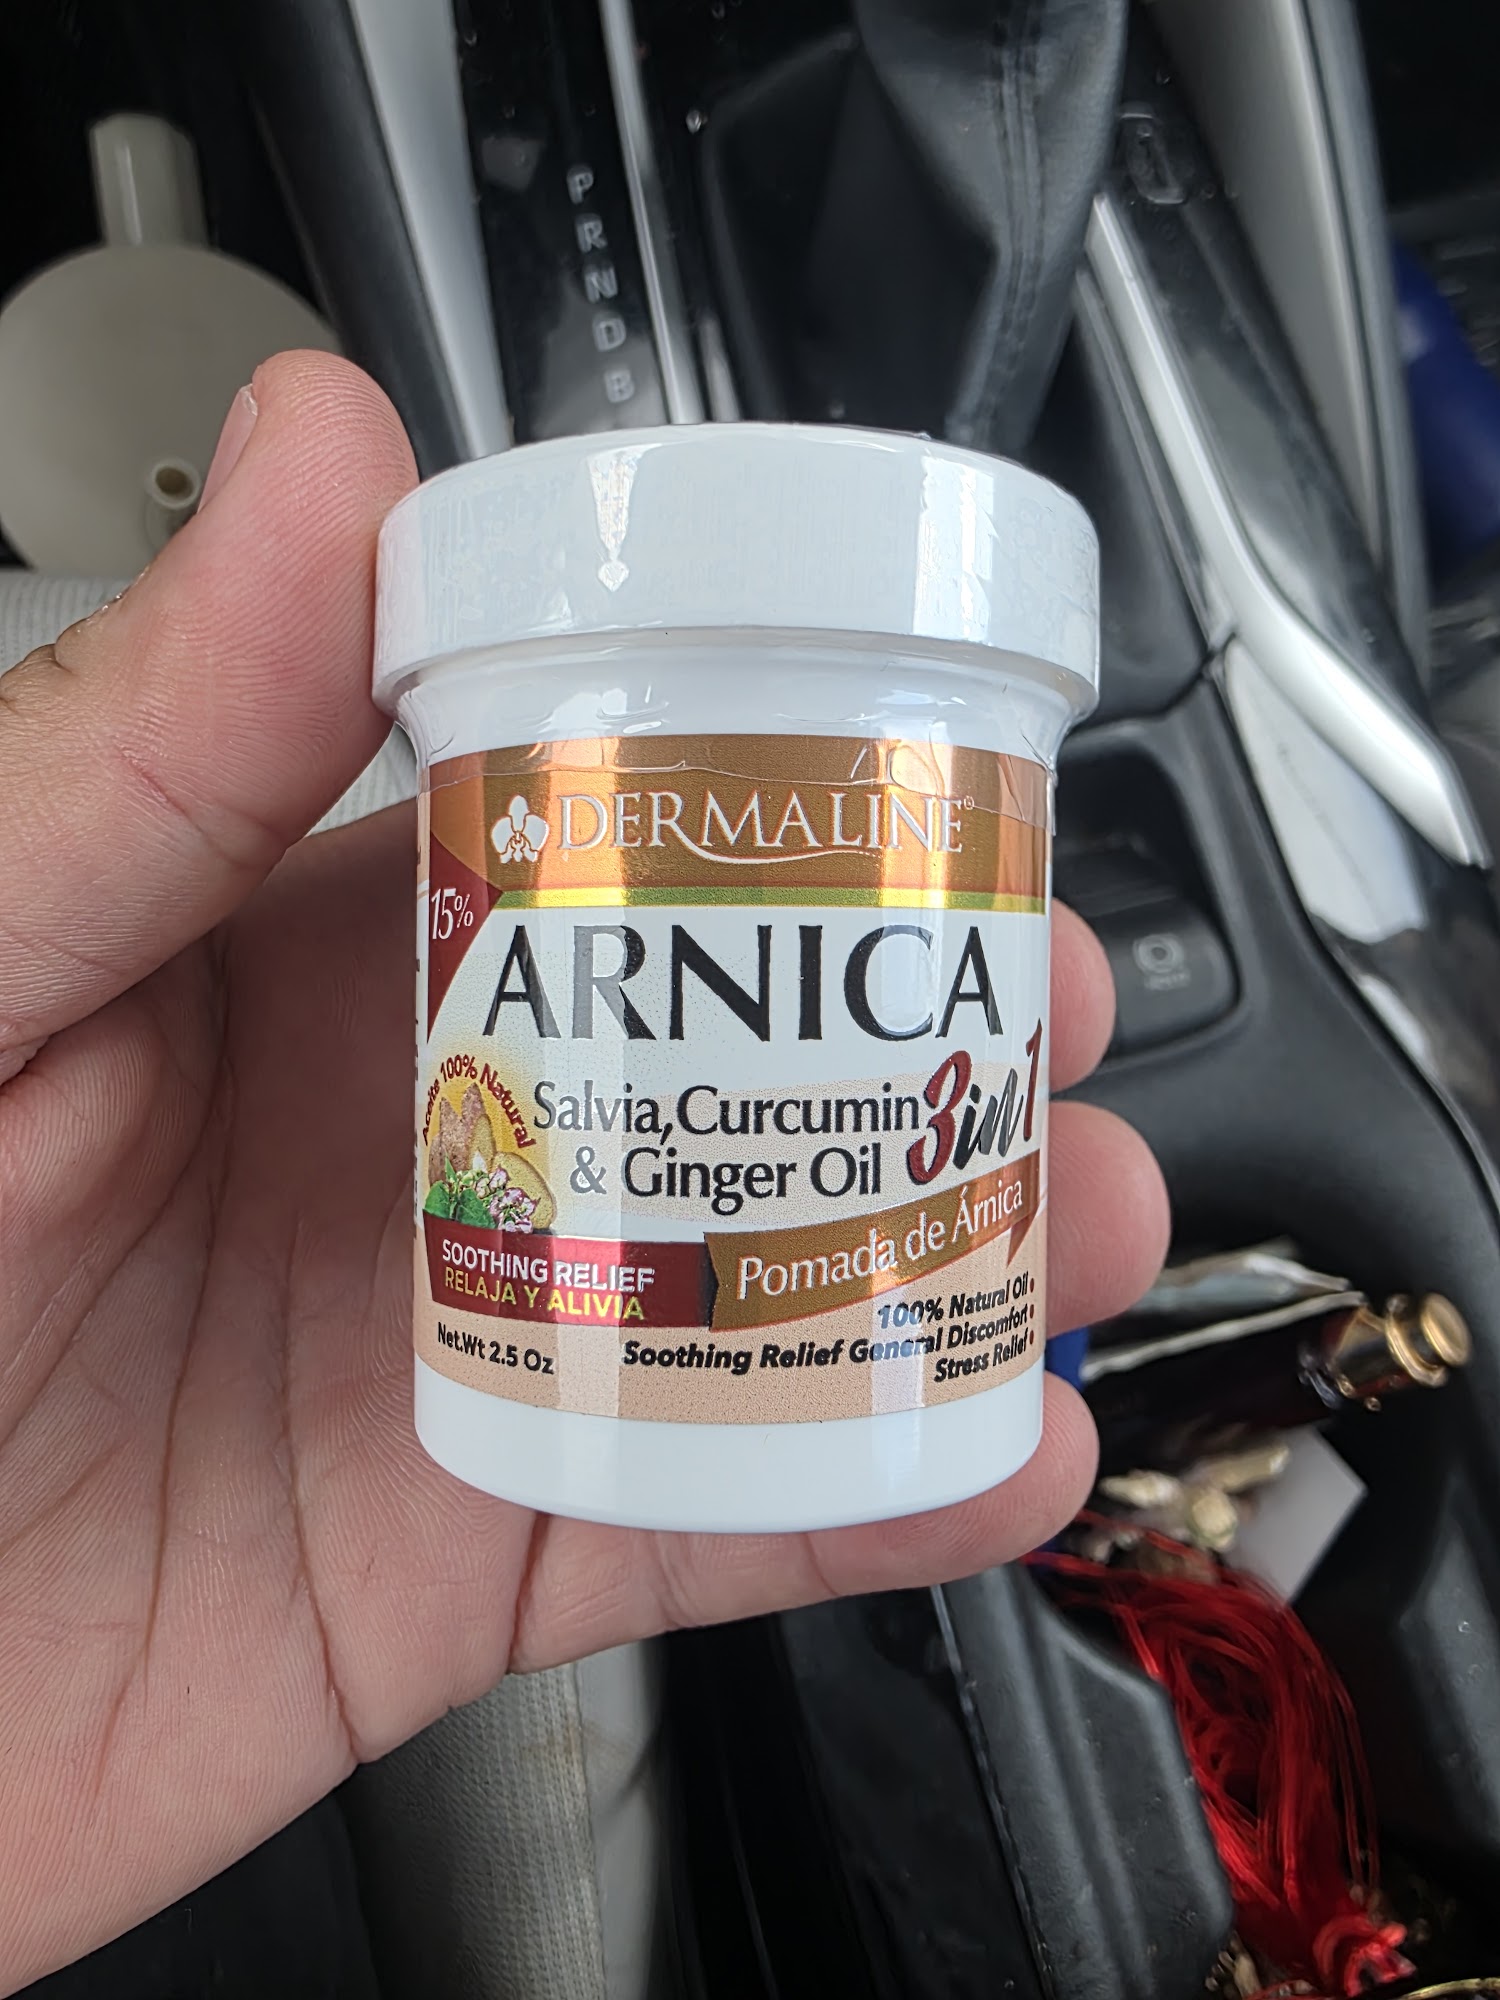 P
R
N
D
B
DERMALINE®
15%
ARNICA
Aceite 100% Natural
Salvia, Curcumin
& Ginger Oil
3in1
Pomada de Árnica
SOOTHING RELIEF
RELAJA Y ALIVIA
100% Natural Oil•
Soothing Relief General Discomfort•
Stress Relief•
Net.Wt 2.5 Oz